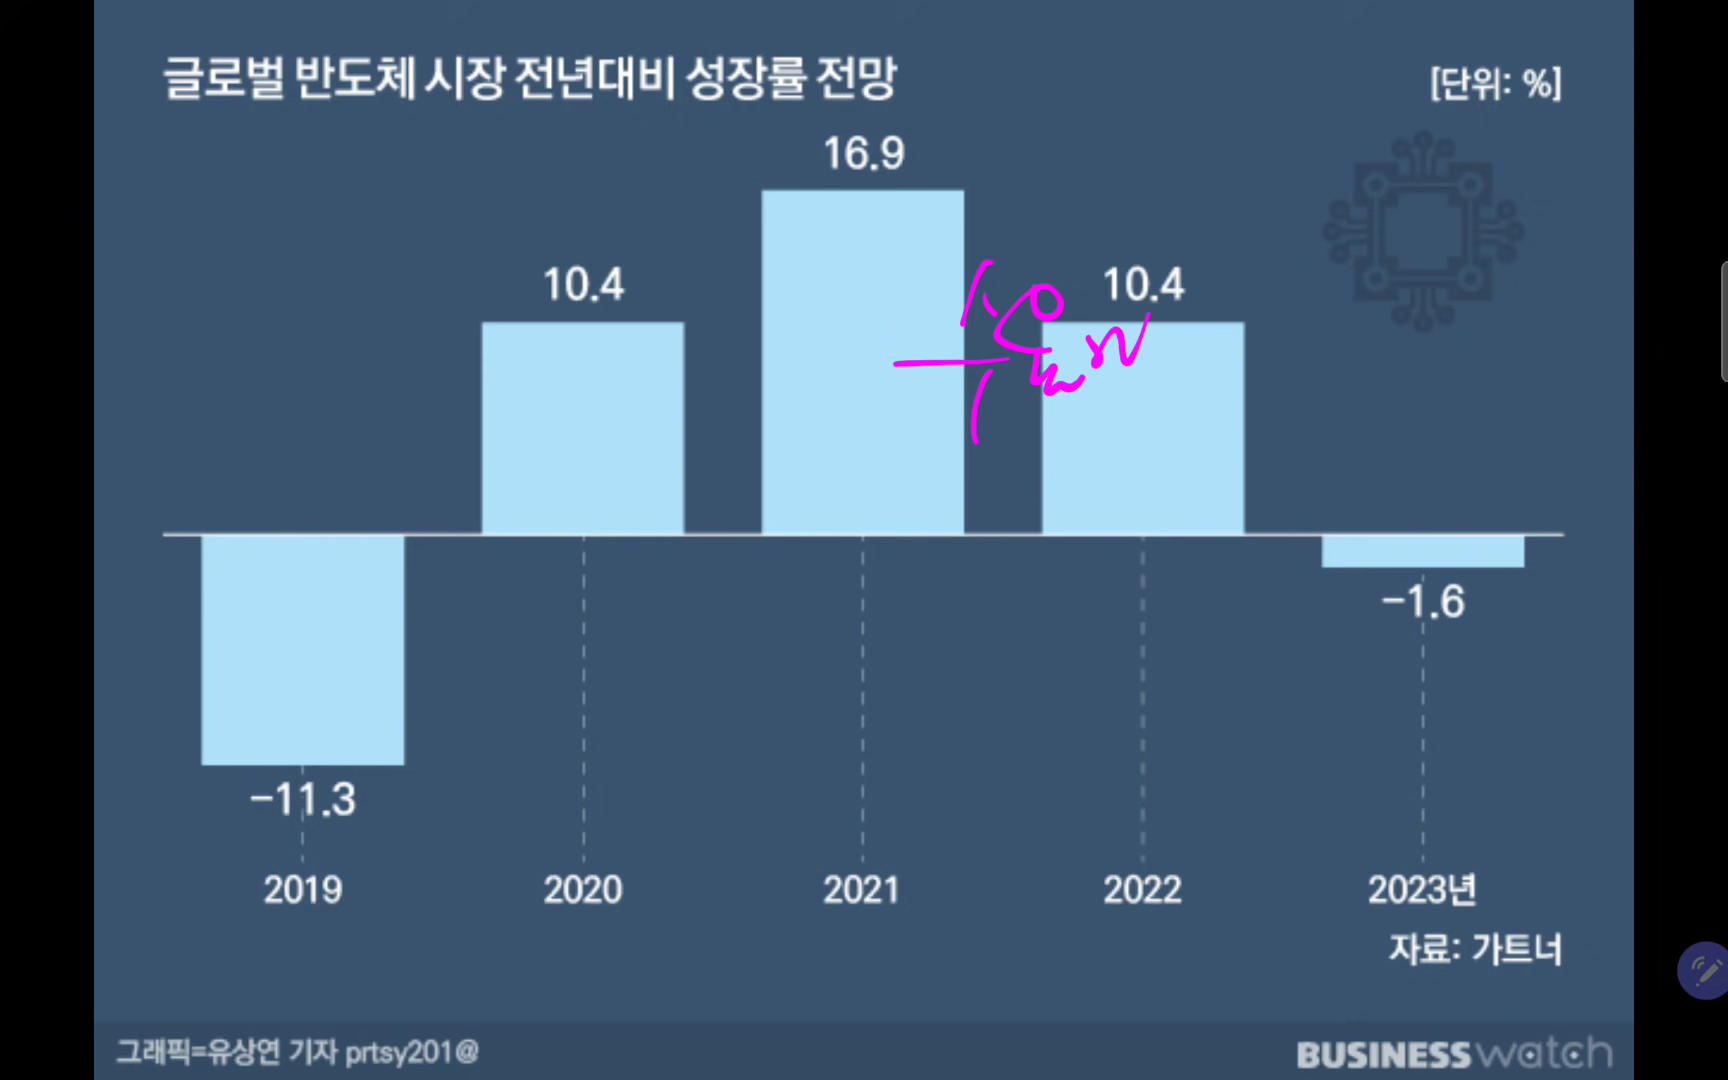 글로벌 반도체 시장 전년대비 성장률 전망
[단위: %]
16.9
10.4
10.4
-1.6
-11.3
2019 2020 2021 2022 2023년
자료: 가트너
그래픽=유상연 기자 prtsy201@
BUSINESSwatch